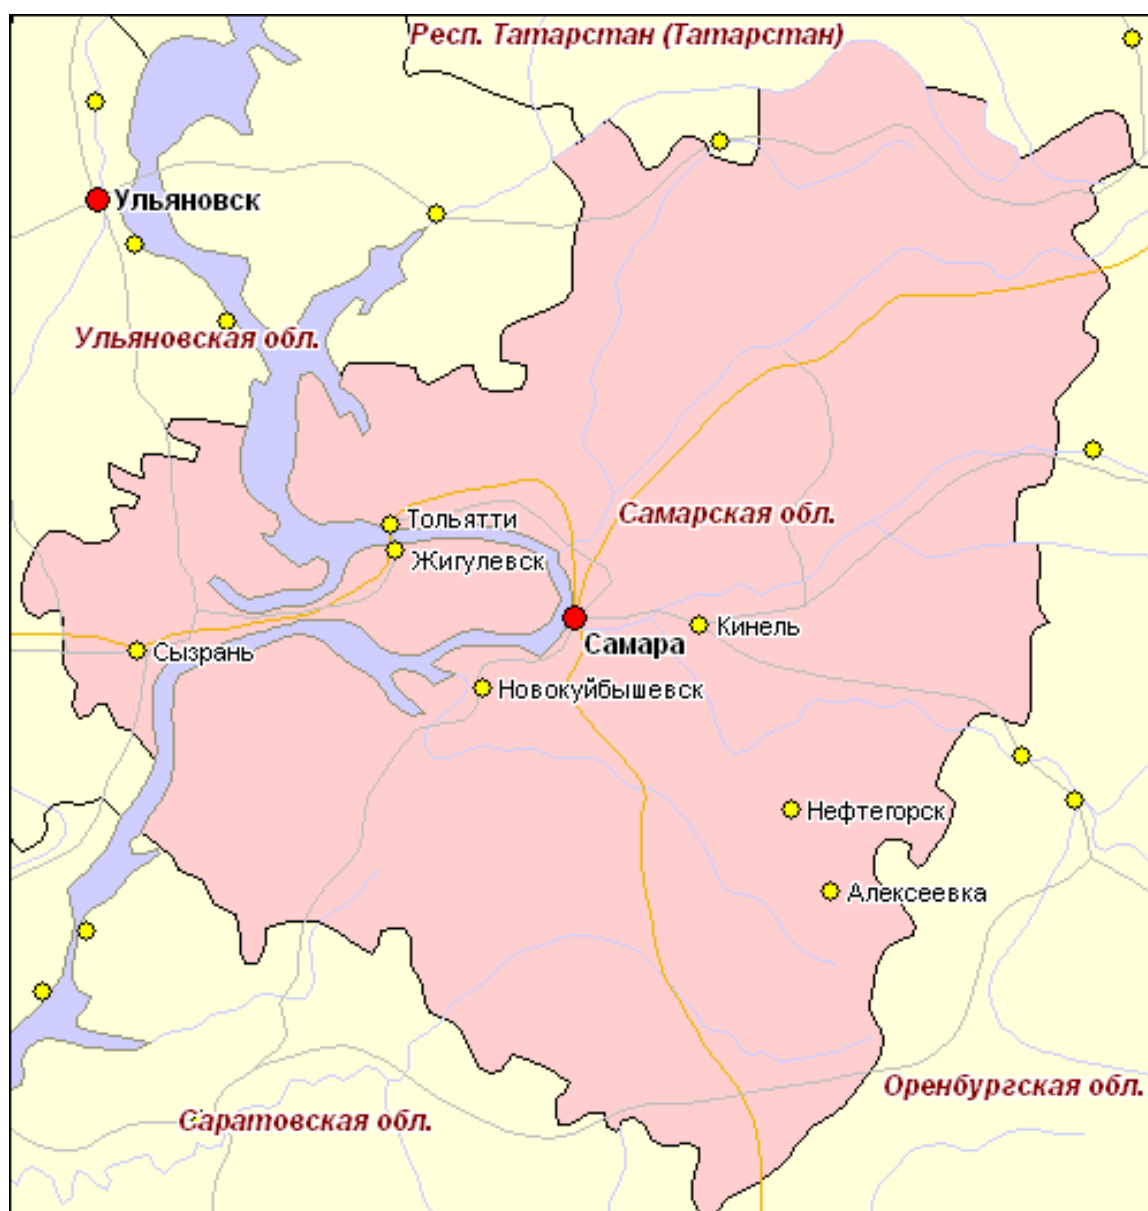 Респ. Татарстан (Татарстан)
Ульяновск
Ульяновская обл.
Самарская обл.
Тольятти
Жигулевск
Кинель
Самара
Сызрань
Новокуйбышевск
Нефтегорск
Алексеевка
Оренбургская обл.
Саратовская обл.